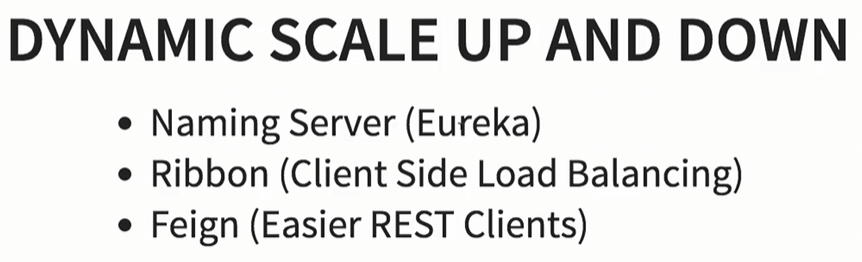 DYNAMIC SCALE UP AND DOWN
• Naming Server (Eureka)
• Ribbon (Client Side Load Balancing)
• Feign (Easier REST Clients)